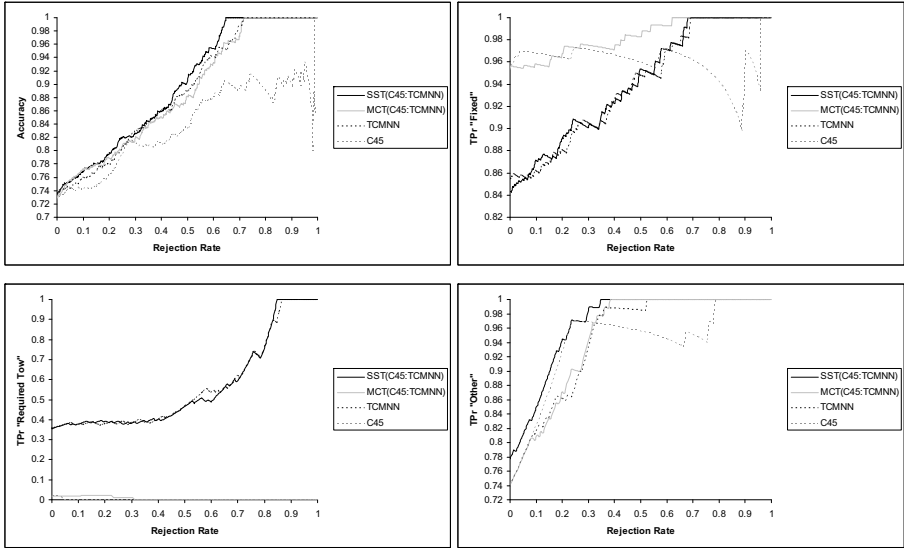 Accuracy
1
0.98
0.96
0.94
0.92
0.9
0.88
0.86
0.84
0.82
0.8
0.78
0.76
0.74
0.72
0.7
0 0.1 0.2 0.3 0.4 0.5 0.6 0.7 0.8 0.9 1
Rejection Rate
SST(C45:TCMNN)
MCT(C45:TCMNN)
TCMNN
C45
TPr "Fixed"
1
0.98
0.96
0.94
0.92
0.9
0.88
0.86
0.84
0.82
0 0.1 0.2 0.3 0.4 0.5 0.6 0.7 0.8 0.9 1
Rejection Rate
SST(C45:TCMNN)
MCT(C45:TCMNN)
TCMNN
C45
TPr "Required Tow"
1
0.9
0.8
0.7
0.6
0.5
0.4
0.3
0.2
0.1
0
0 0.1 0.2 0.3 0.4 0.5 0.6 0.7 0.8 0.9 1
Rejection Rate
SST(C45:TCMNN)
MCT(C45:TCMNN)
TCMNN
C45
TPr "Other"
1
0.98
0.96
0.94
0.92
0.9
0.88
0.86
0.84
0.82
0.8
0.78
0.76
0.74
0.72
0 0.1 0.2 0.3 0.4 0.5 0.6 0.7 0.8 0.9 1
Rejection Rate
SST(C45:TCMNN)
MCT(C45:TCMNN)
TCMNN
C45